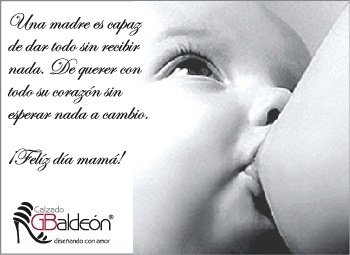 Una madre es capaz
de dar todo sin recibir
nada. De querer con
todo su corazón sin
esperar nada a cambio.
¡Felíz día mamá!
Calzado
GBaldeón®
diseñando con amor